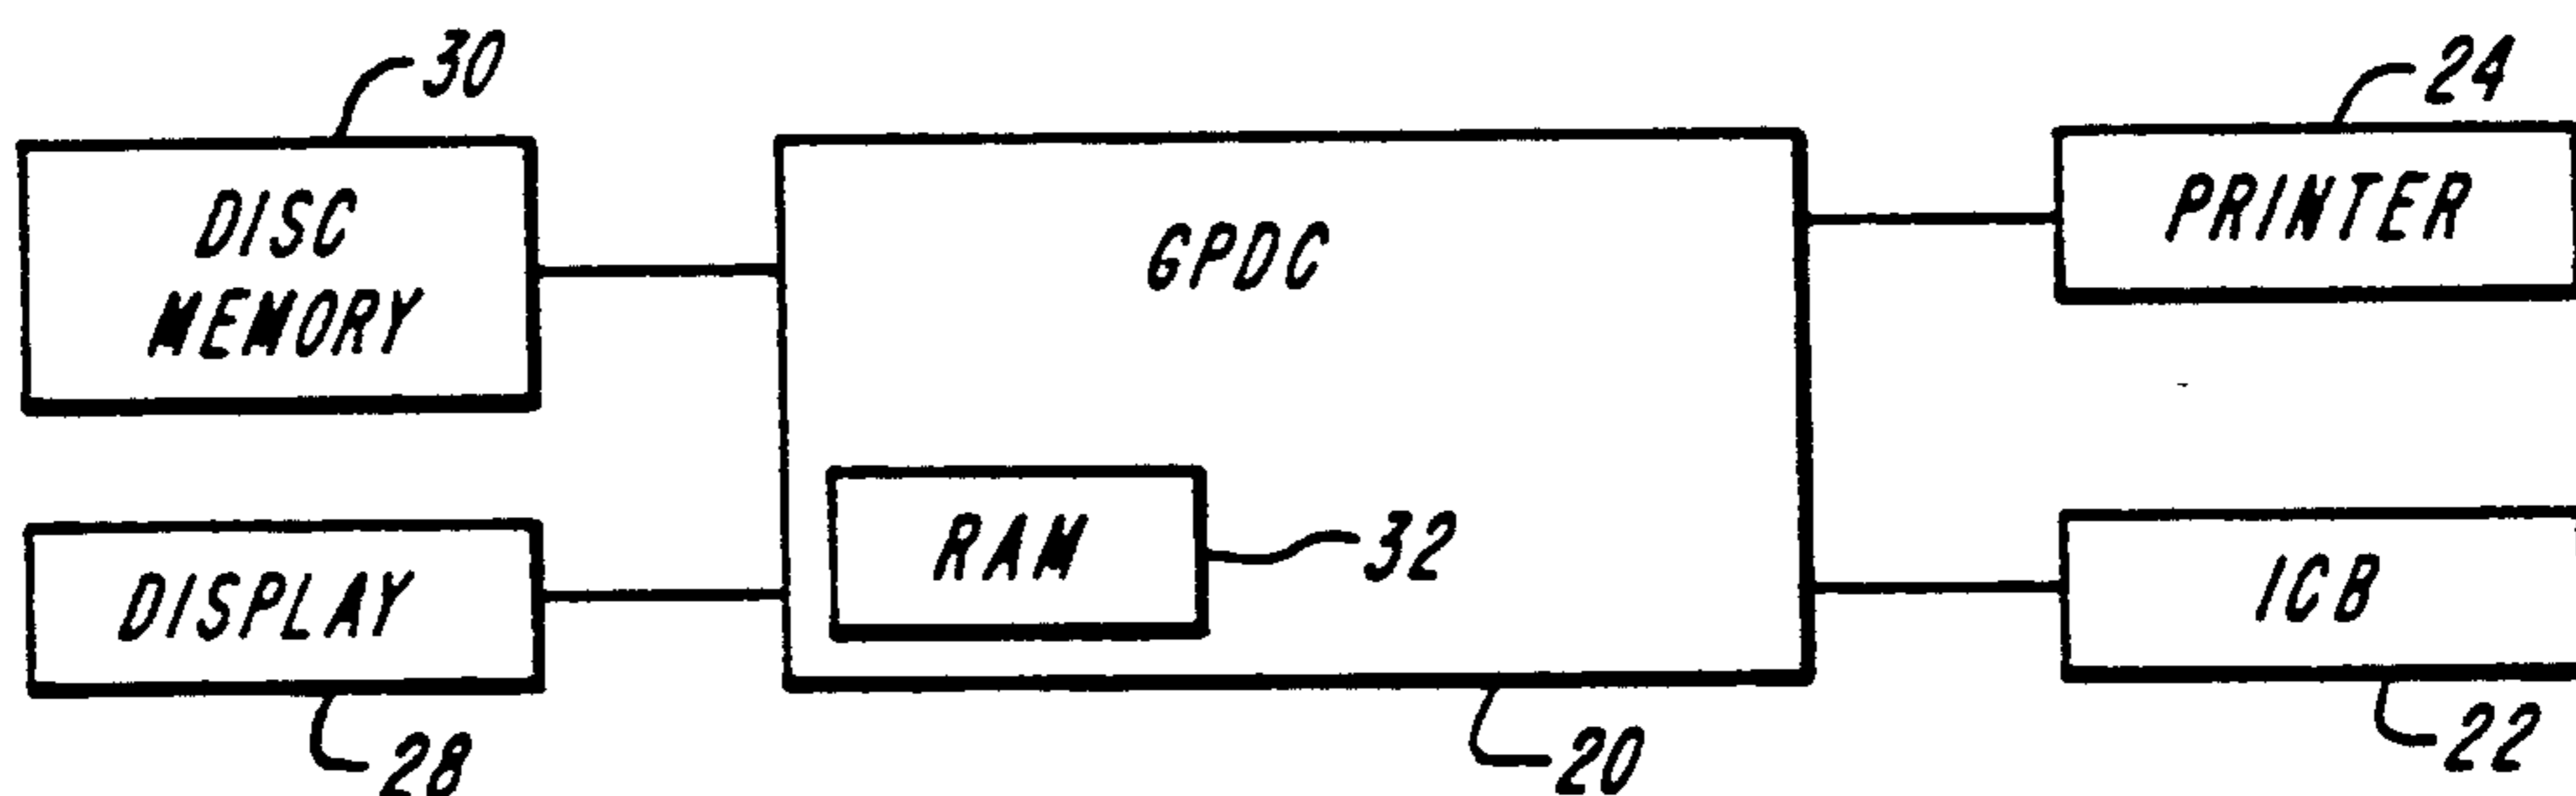 30
DISC
MEMORY
GPDC
24
PRINTER
RAM
32
DISPLAY
28
20
ICB
22